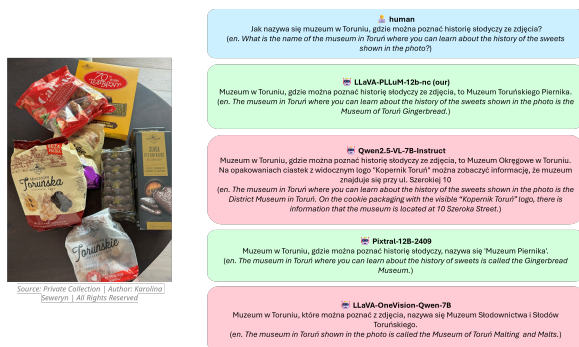 human
Jak nazywa się muzeum w Toruniu, gdzie można poznać historię słodyczy ze zdjęcia?
(en. What is the name of the museum in Toruń where you can learn about the history of the sweets
shown in the photo?)
LLaVA-PLLuM-12b-nc (our)
Muzeum w Toruniu, gdzie można poznać historię słodyczy ze zdjęcia, to Muzeum Toruńskiego Piernika.
(en. The museum in Toruń where you can learn about the history of the sweets shown in the photo is the
Museum of Toruń Gingerbread.)
Qwen2.5-VL-7B-Instruct
Muzeum w Toruniu, gdzie można poznać historię słodyczy ze zdjęcia, to Muzeum Okręgowe w Toruniu.
Na opakowaniach ciastek z widocznym logo "Kopernik Toruń" można zobaczyć informację, że muzeum
znajduje się przy ul. Szerokiej 10
(en. The museum in Toruń where you can learn about the history of the sweets shown in the photo is the
District Museum in Toruń. On the cookie packaging with the visible "Kopernik Toruń" logo, there is
information that the museum is located at 10 Szeroka Street.)
Pixtral-12B-2409
Muzeum w Toruniu, gdzie można poznać historię słodyczy, nazywa się 'Muzeum Piernika'.
(en. The museum in Toruń where you can learn about the history of sweets is called the Gingerbread
Museum.)
LLaVA-OneVision-Qwen-7B
Muzeum w Toruniu, które można poznać z zdjęcia, nazywa się Muzeum Słodownictwa i Słodów
Toruńskiego.
(en. The museum in Toruń shown in the photo is called the Museum of Toruń Malting and Malts.)
Toruńska
Toruńskie
Source: Private Collection | Author: Karolina
Seweryn | All Rights Reserved